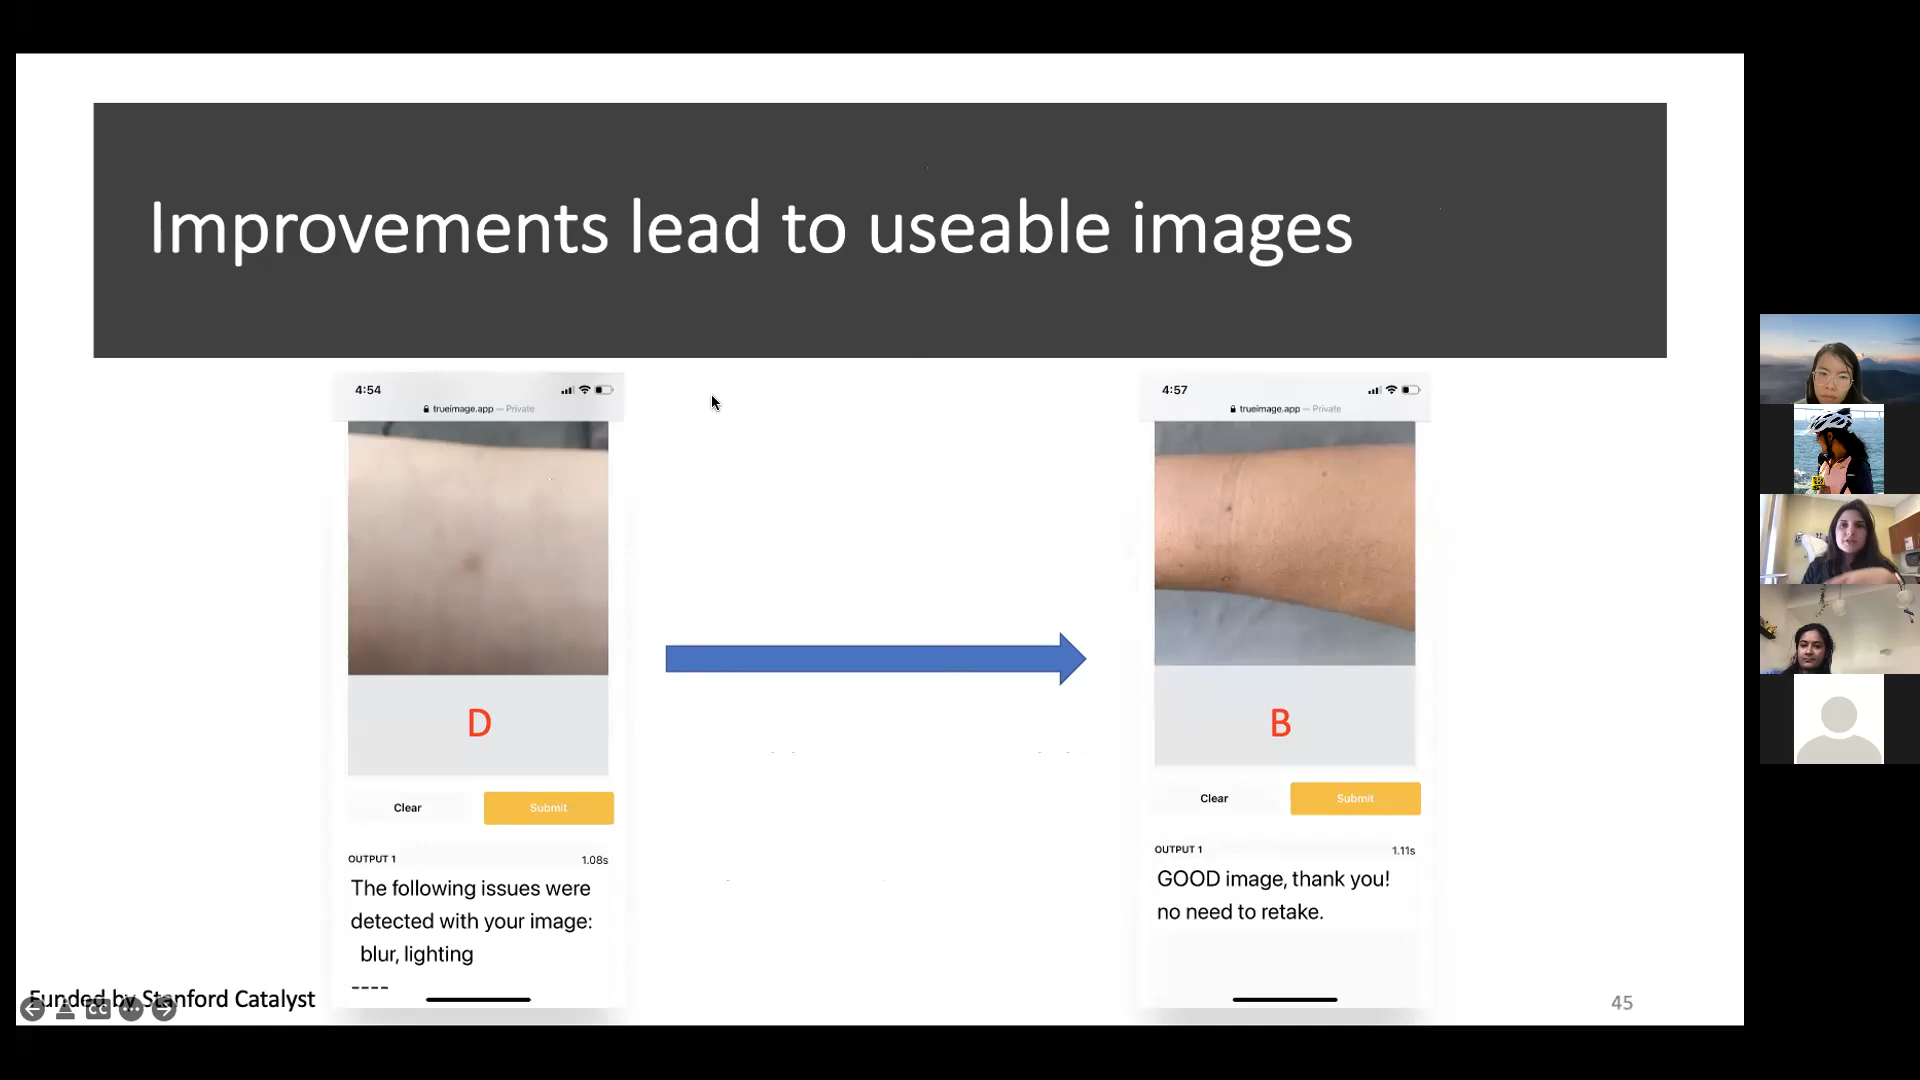 Improvements lead to useable images
4:54
trueimage.app — Private
D
Clear
Submit
OUTPUT 1
1.08s
The following issues were
detected with your image:
blur, lighting
----
4:57
trueimage.app — Private
B
Clear
Submit
OUTPUT 1
1.11s
GOOD image, thank you!
no need to retake.
Funded by Stanford Catalyst
CC
45